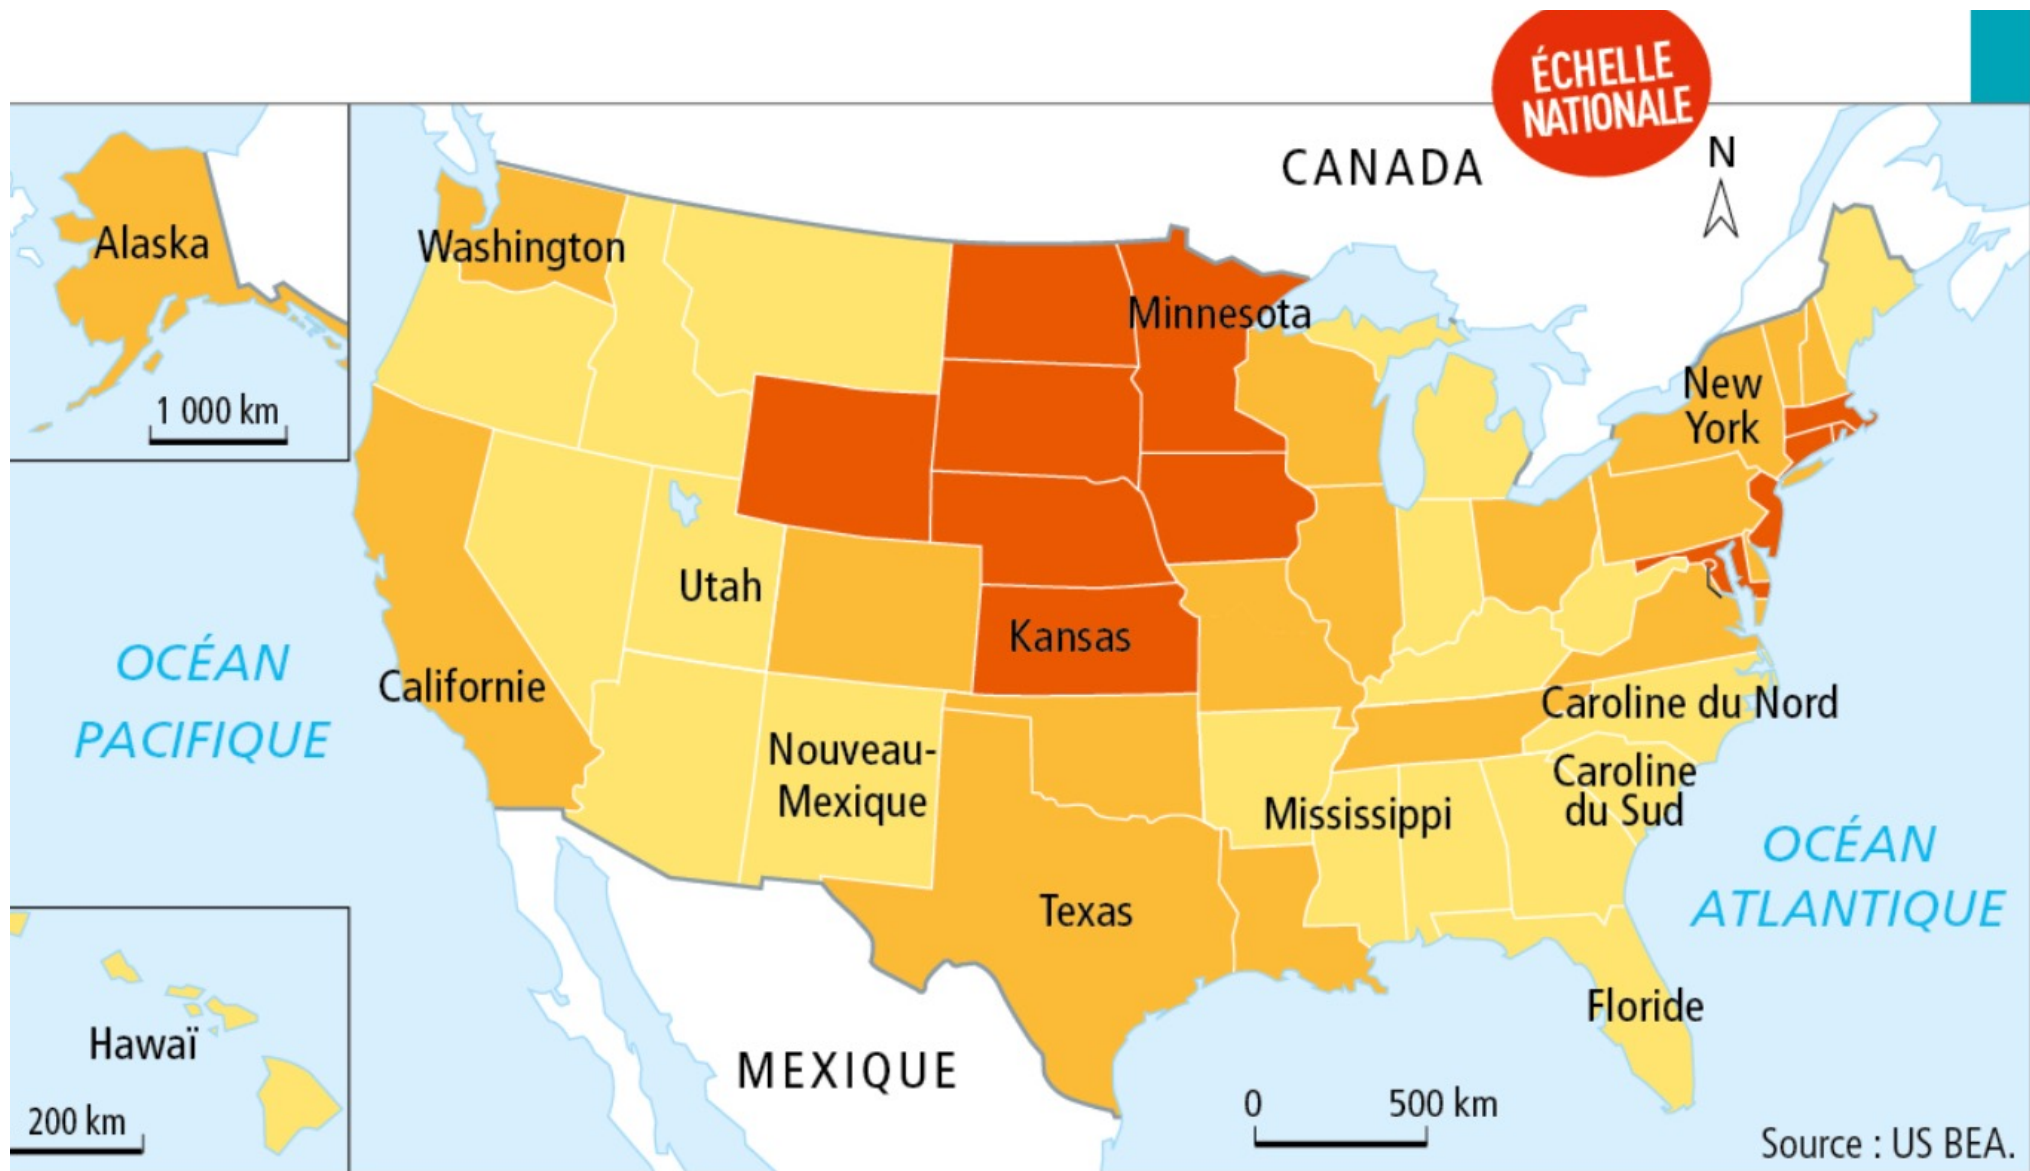 ÉCHELLE
NATIONALE
CANADA
N
Alaska
1 000 km
Washington
Minnesota
New
York
Utah
Kansas
OCÉAN
PACIFIQUE
Californie
Caroline du Nord
Nouveau-
Mexique
Caroline
du Sud
Mississippi
OCÉAN
ATLANTIQUE
Texas
Floride
Hawaï
200 km
MEXIQUE
0 500 km
Source : US BEA.